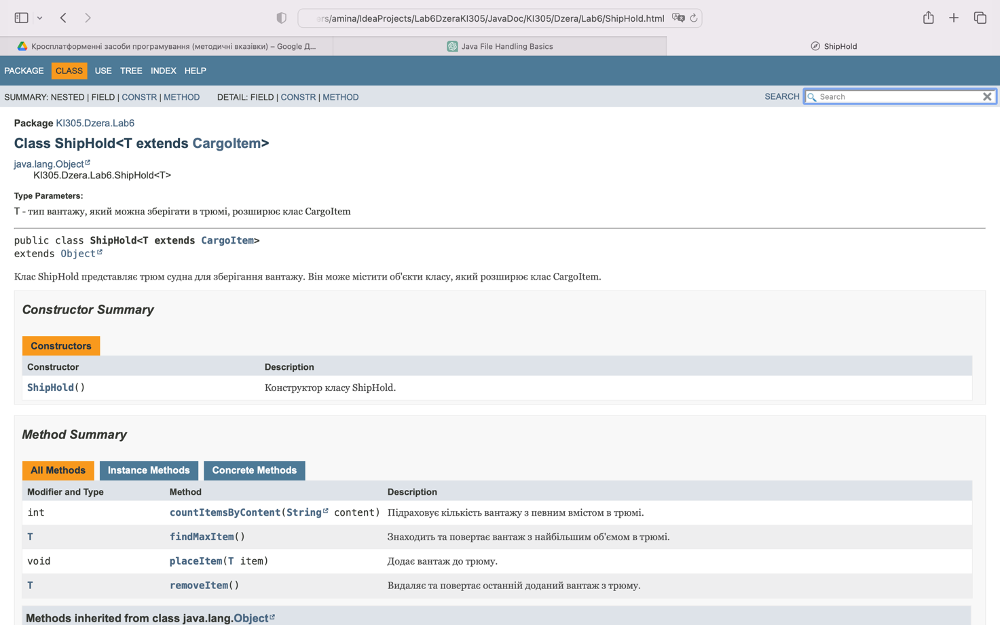 ers/amina/IdeaProjects/Lab6DzeraKI305/JavaDoc/KI305/Dzera/Lab6/ShipHold.html
Кросплатформенні засоби програмування (методичні вказівки) – Google Д...
Java File Handling Basics
ShipHold
PACKAGE CLASS USE TREE INDEX HELP
SUMMARY: NESTED | FIELD | CONSTR | METHOD DETAIL: FIELD | CONSTR | METHOD
SEARCH Search
Package KI305.Dzera.Lab6
Class ShipHold<T extends CargoItem>
java.lang.Object
KI305.Dzera.Lab6.ShipHold<T>
Type Parameters:
T - тип вантажу, який можна зберігати в трюмі, розширює клас CargoItem
public class ShipHold<T extends CargoItem>
extends Object
Клас ShipHold представляє трюм судна для зберігання вантажу. Він може містити об'єкти класу, який розширює клас CargoItem.
Constructor Summary
Constructors
Constructor Description
ShipHold() Конструктор класу ShipHold.
Method Summary
All Methods Instance Methods Concrete Methods
Modifier and Type Method Description
int countItemsByContent(String content) Підраховує кількість вантажу з певним вмістом в трюмі.
T findMaxItem() Знаходить та повертає вантаж з найбільшим об'ємом в трюмі.
void placeItem(T item) Додає вантаж до трюму.
T removeItem() Видаляє та повертає останній доданий вантаж з трюму.
Methods inherited from class java.lang.Object